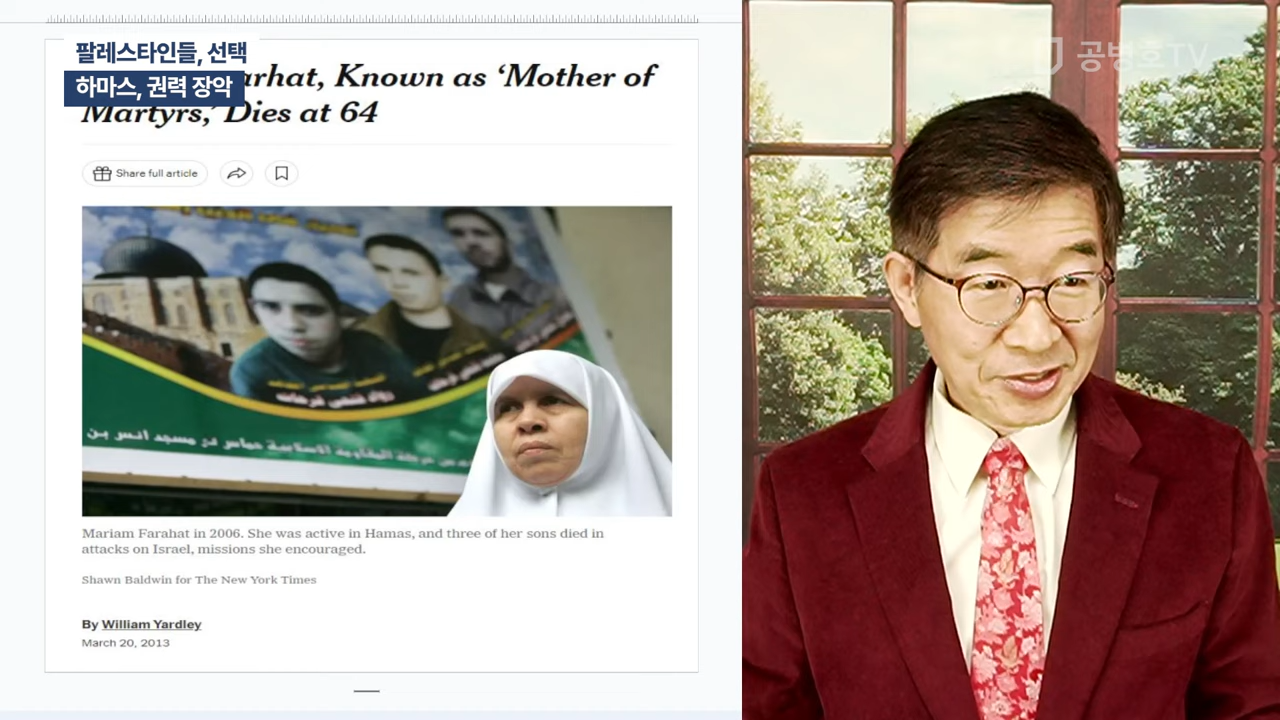 팔레스타인들, 선택
하마스, 권력 장악
arhat, Known as ‘Mother of
Martyrs,’ Dies at 64
Share full article
Mariam Farahat in 2006. She was active in Hamas, and three of her sons died in
attacks on Israel, missions she encouraged.
Shawn Baldwin for The New York Times
By William Yardley
March 20, 2013
공병호TV